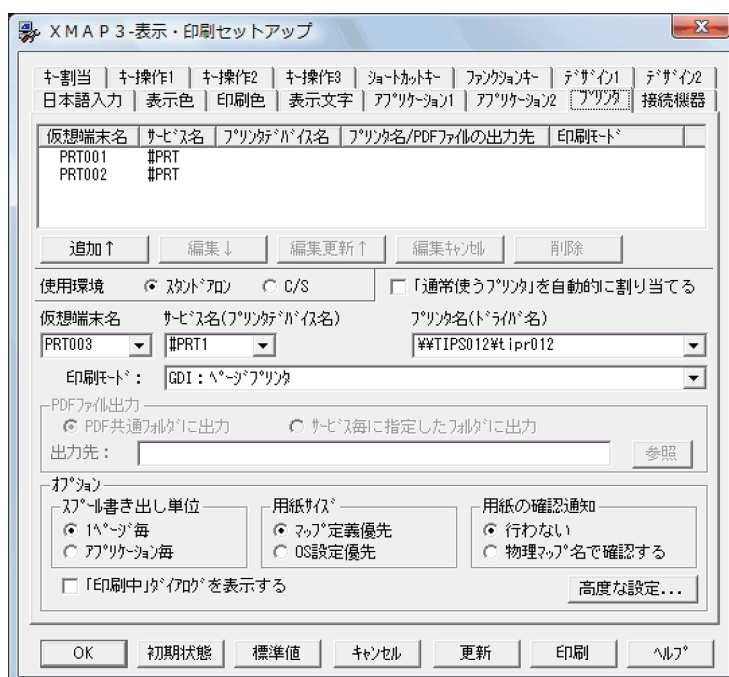 XMAP3-表示・印刷セットアップ
ｷｰ割当 ｷｰ操作1 ｷｰ操作2 ｷｰ操作3 ｼｮｰﾄｶｯﾄｷｰ ﾌｧﾝｸｼｮﾝｷｰ ﾃﾞｻﾞｲﾝ1 ﾃﾞｻﾞｲﾝ2
日本語入力 表示色 印刷色 表示文字 ｱﾌﾟﾘｹｰｼｮﾝ1 ｱﾌﾟﾘｹｰｼｮﾝ2 ﾌﾟﾘﾝﾀ 接続機器
仮想端末名 ｻｰﾋﾞｽ名 ﾌﾟﾘﾝﾀﾃﾞﾊﾞｲｽ名 ﾌﾟﾘﾝﾀ名/PDFﾌｧｲﾙの出力先 印刷ﾓｰﾄﾞ
PRT001 #PRT
PRT002 #PRT
追加↑ 編集↓ 編集更新↑ 編集ｷｬﾝｾﾙ 削除
使用環境 ｽﾀﾝﾄﾞｱﾛﾝ C/S 「通常使うﾌﾟﾘﾝﾀ」を自動的に割り当てる
仮想端末名 ｻｰﾋﾞｽ名(ﾌﾟﾘﾝﾀﾃﾞﾊﾞｲｽ名) ﾌﾟﾘﾝﾀ名(ﾄﾞﾗｲﾊﾞ名)
PRT003 #PRT1 ¥¥TIPS012¥tipr012
印刷ﾓｰﾄﾞ: GDI：ﾍﾟｰｼﾞﾌﾟﾘﾝﾀ
PDFﾌｧｲﾙ出力
PDF共通ﾌｫﾙﾀﾞに出力 ｻｰﾋﾞｽ毎に指定したﾌｫﾙﾀﾞに出力
出力先： 参照
ｵﾌﾟｼｮﾝ
ｽﾌﾟｰﾙ書き出し単位 用紙ｻｲｽﾞ 用紙の確認通知
1ﾍﾟｰｼﾞ毎 ﾏｯﾌﾟ定義優先 行わない
ｱﾌﾟﾘｹｰｼｮﾝ毎 OS設定優先 物理ﾏｯﾌﾟ名で確認する
「印刷中」ﾀﾞｲｱﾛｸﾞを表示する 高度な設定...
OK 初期状態 標準値 ｷｬﾝｾﾙ 更新 印刷 ﾍﾙﾌﾟ